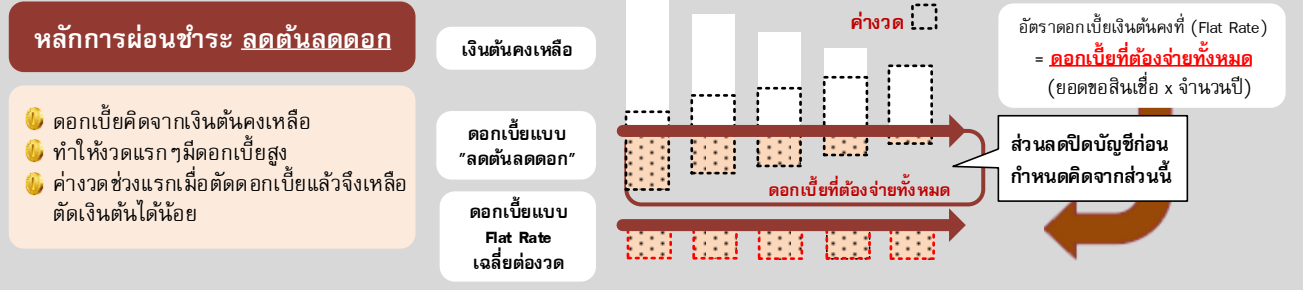 หลักการผ่อนชำระ ลดต้นลดดอก
ดอกเบี้ยคิดจากเงินต้นคงเหลือ
ทำให้งวดแรกๆมีดอกเบี้ยสูง
ค่างวดช่วงแรกเมื่อตัดดอกเบี้ยแล้วจึงเหลือ
ตัดเงินต้นได้น้อย
เงินต้นคงเหลือ
ดอกเบี้ยแบบ
"ลดต้นลดดอก"
ดอกเบี้ยแบบ
Flat Rate
เฉลี่ยต่องวด
ค่างวด
ดอกเบี้ยที่ต้องจ่ายทั้งหมด
อัตราดอกเบี้ยเงินต้นคงที่ (Flat Rate)
= ดอกเบี้ยที่ต้องจ่ายทั้งหมด
(ยอดขอสินเชื่อ x จำนวนปี)
ส่วนลดปิดบัญชีก่อน
กำหนดคิดจากส่วนนี้